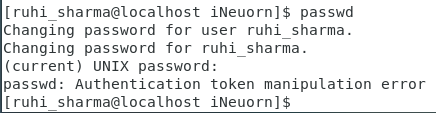 [ruhi_sharma@localhost iNeuorn]$ passwd
Changing password for user ruhi_sharma.
Changing password for ruhi_sharma.
(current) UNIX password:
passwd: Authentication token manipulation error
[ruhi_sharma@localhost iNeuorn]$